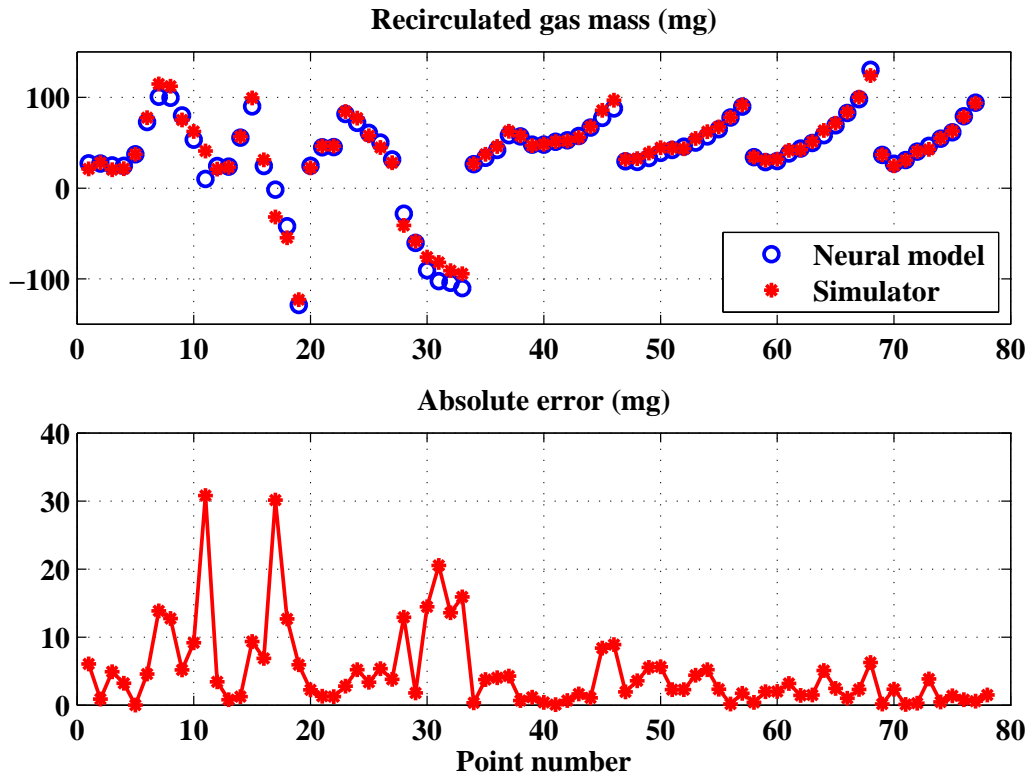 Recirculated gas mass (mg)
100
0
−100
Neural model
Simulator
0 10 20 30 40 50 60 70 80
Absolute error (mg)
40
30
20
10
0
0 10 20 30 40 50 60 70 80
Point number